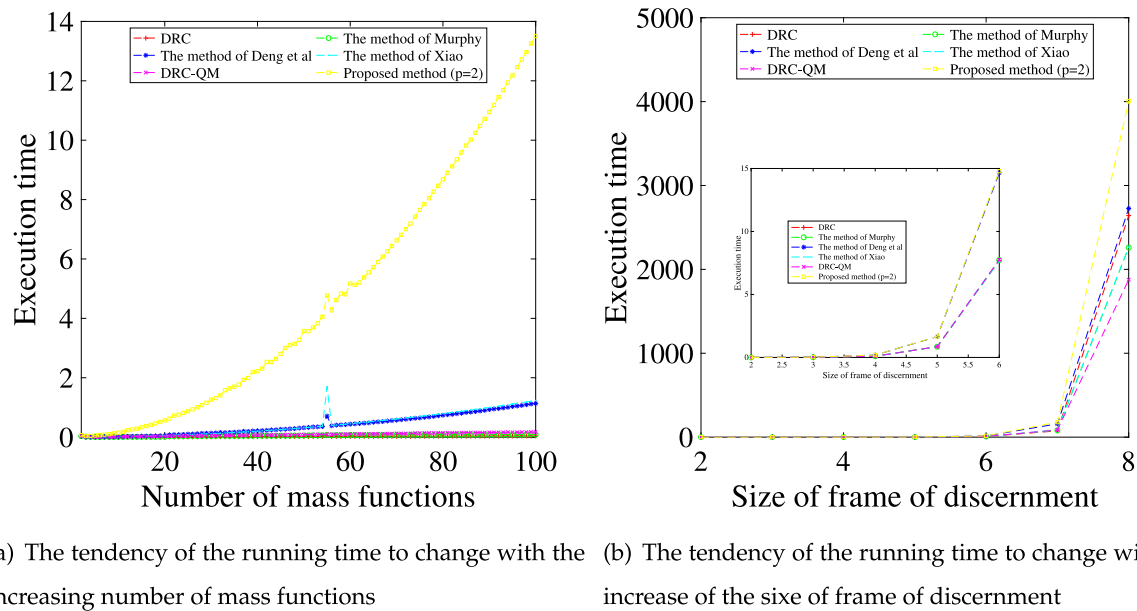 14
12
10
8
6
4
2
0
20
40
60
80
100
Execution time
Number of mass functions
DRC
The method of Deng et al
DRC-QM
The method of Murphy
The method of Xiao
Proposed method (p=2)
5000
4000
3000
2000
1000
0
2
4
6
8
Execution time
Size of frame of discernment
DRC
The method of Deng et al
DRC-QM
The method of Murphy
The method of Xiao
Proposed method (p=2)
15
10
5
0
2
2.5
3
3.5
4
4.5
5
5.5
6
Execution time
Size of frame of discernment
DRC
The method of Murphy
The method of Deng et al
The method of Xiao
DRC-QM
Proposed method (p=2)
a) The tendency of the running time to change with the
ncreasing number of mass functions
(b) The tendency of the running time to change wi
increase of the sixe of frame of discernment